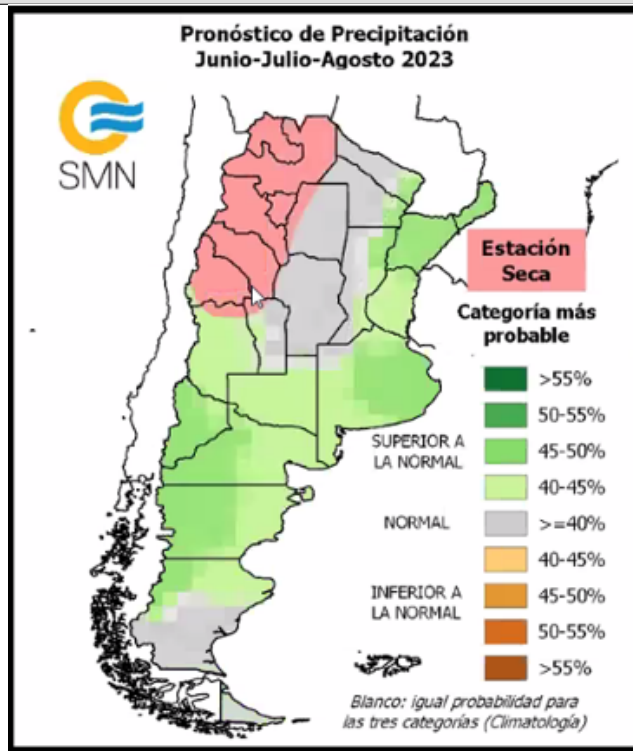 Pronóstico de Precipitación
Junio-Julio-Agosto 2023
SMN
Estación
Seca
Categoría más
probable
>55%
50-55%
SUPERIOR A
LA NORMAL
45-50%
40-45%
NORMAL
>=40%
40-45%
INFERIOR A
LA NORMAL
45-50%
50-55%
>55%
Blanco: igual probabilidad para
las tres categorías (Climatología)